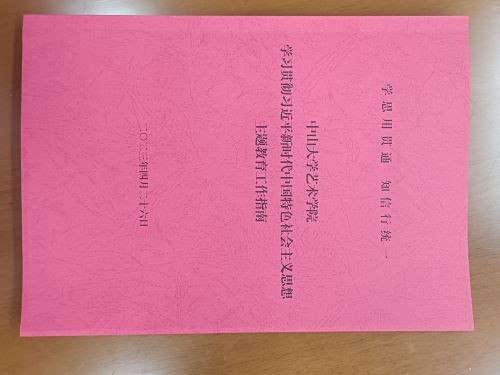 学思用贯通 知信行统一
中山大学艺术学院
学习贯彻习近平新时代中国特色社会主义思想
主题教育工作指南
二〇二三年四月二十六日